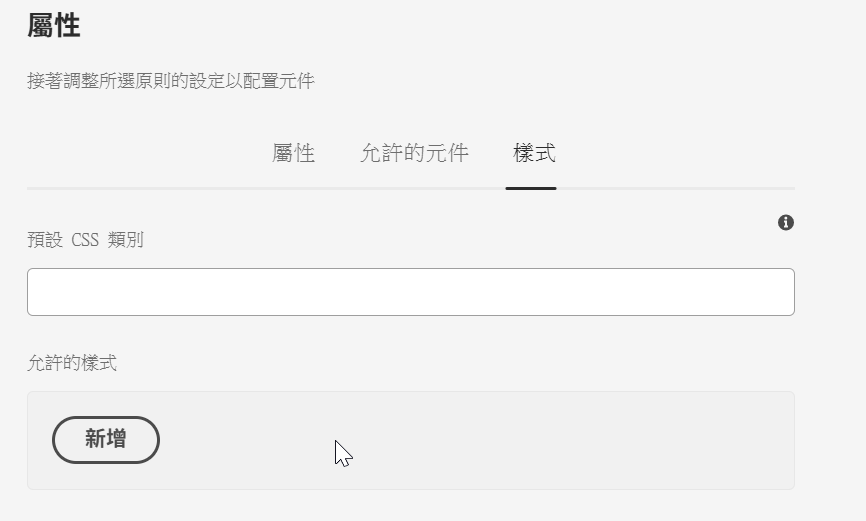 屬性
接著調整所選原則的設定以配置元件
屬性 允許的元件 樣式
預設 CSS 類別
允許的樣式
新增